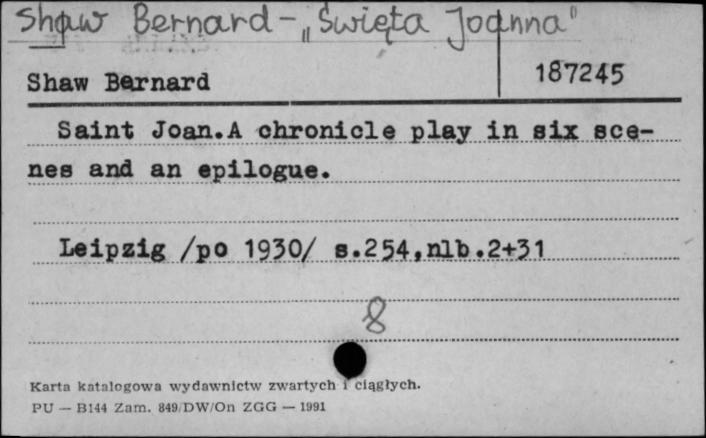 Shaw Bernard - „Święta Joanna"
Shaw Bernard
187245
Saint Joan.A chronicle play in six sce-
nes and an epilogue.
Leipzig /po 1930/ s.254,nlb.2+31
8
Karta katalogowa wydawnictw zwartych i ciągłych.
PU — B144 Zam. 849/DW/On ZGG — 1991